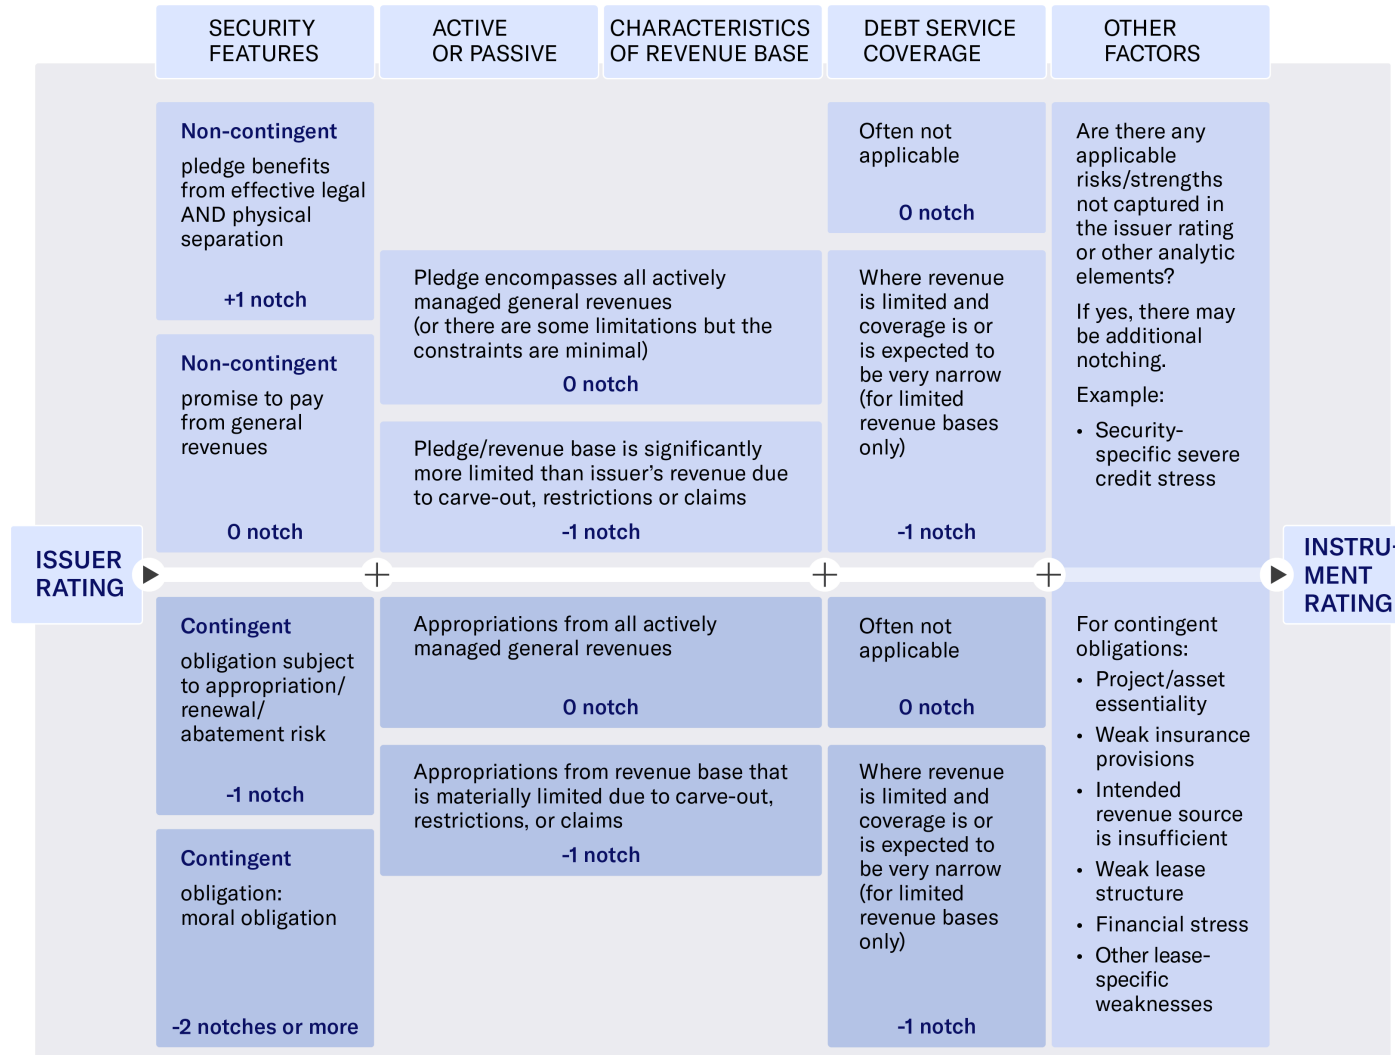 SECURITY
FEATURES
ACTIVE
OR PASSIVE
CHARACTERISTICS
OF REVENUE BASE
DEBT SERVICE
COVERAGE
OTHER
FACTORS
ISSUER
RATING
Non-contingent
pledge benefits
from effective legal
AND physical
separation
+1 notch
Non-contingent
promise to pay
from general
revenues
0 notch
Pledge encompasses all actively
managed general revenues
(or there are some limitations but the
constraints are minimal)
0 notch
Pledge/revenue base is significantly
more limited than issuer’s revenue due
to carve-out, restrictions or claims
-1 notch
Often not
applicable
0 notch
Where revenue
is limited and
coverage is or
is expected to
be very narrow
(for limited
revenue bases
only)
-1 notch
Are there any
applicable
risks/strengths
not captured in
the issuer rating
or other analytic
elements?
If yes, there may
be additional
notching.
Example:
• Security-
specific severe
credit stress
Contingent
obligation subject
to appropriation/
renewal/
abatement risk
-1 notch
Contingent
obligation:
moral obligation
-2 notches or more
Appropriations from all actively
managed general revenues
0 notch
Appropriations from revenue base that
is materially limited due to carve-out,
restrictions, or claims
-1 notch
Often not
applicable
0 notch
Where revenue
is limited and
coverage is or
is expected to
be very narrow
(for limited
revenue bases
only)
-1 notch
For contingent
obligations:
• Project/asset
essentiality
• Weak insurance
provisions
• Intended
revenue source
is insufficient
• Weak lease
structure
• Financial stress
• Other lease-
specific
weaknesses
INSTRU-
MENT
RATING